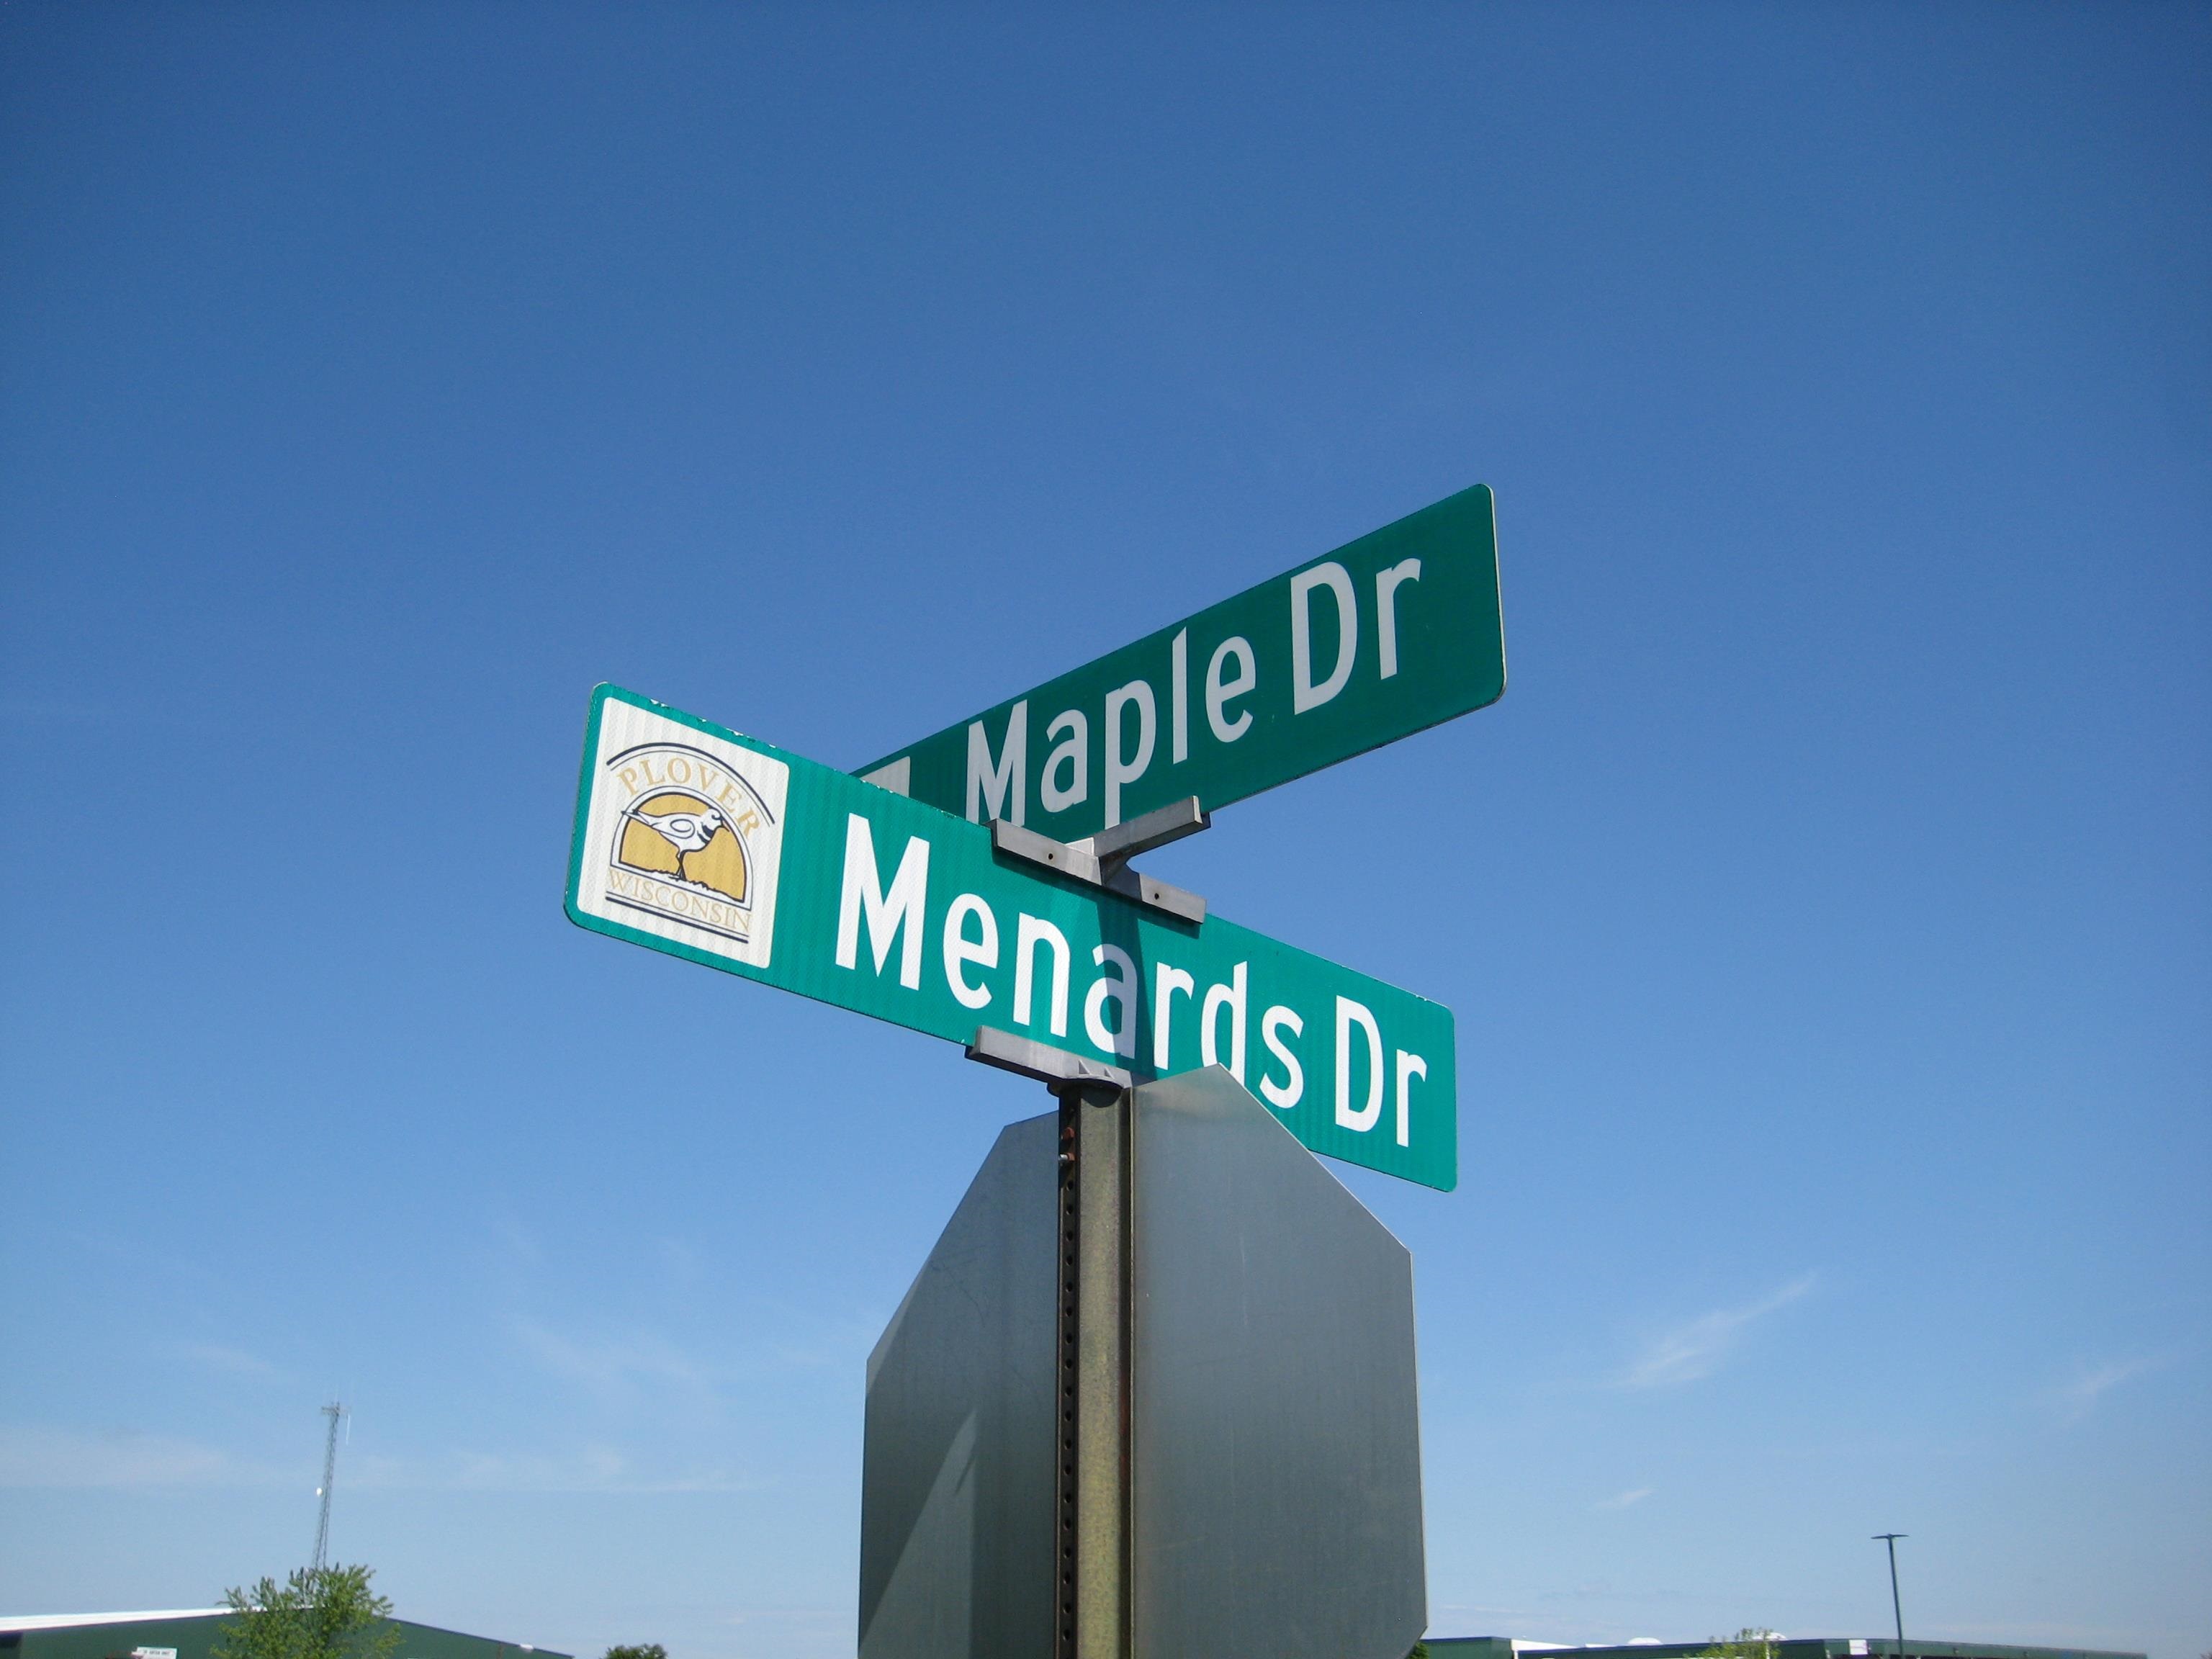 Maple Dr
PLOVER
WISCONSIN
Menards Dr